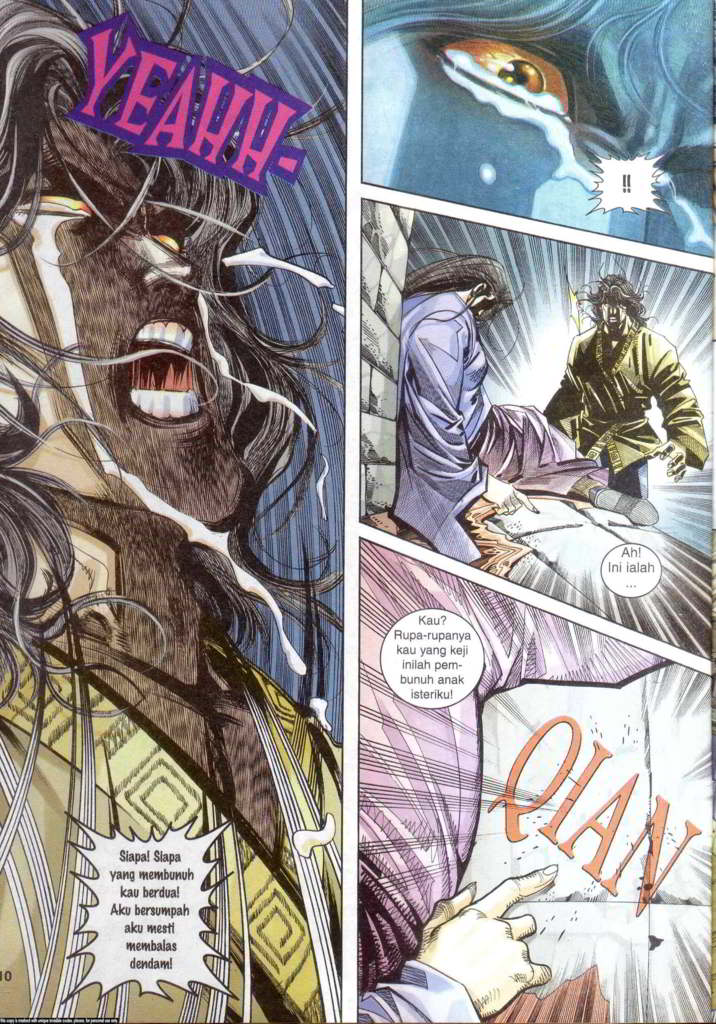 YEAHH-
Siapa! Siapa
yang membunuh
kau berdua!
Aku bersumpah
aku mesti
membalas
dendam!
10
!!
Ah!
Ini ialah
...
Kau?
Rupa-rupanya
kau yang keji
inilah pem-
bunuh anak
isteriku!
QIAN